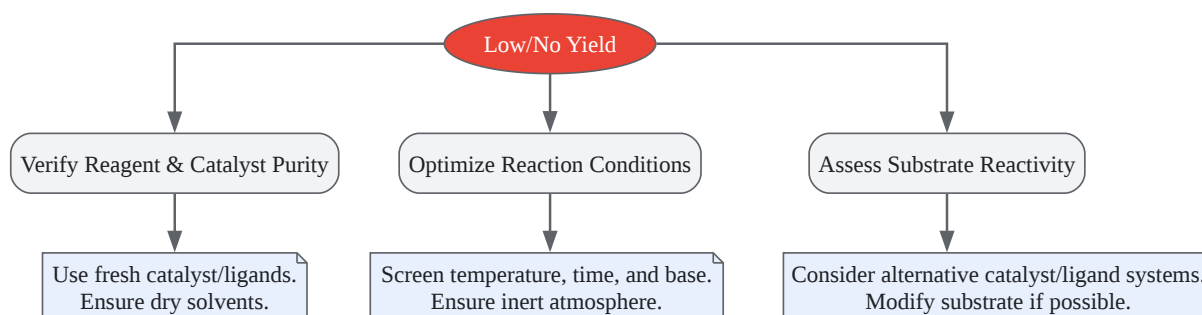 Low/No Yield
Verify Reagent & Catalyst Purity
Optimize Reaction Conditions
Assess Substrate Reactivity
Use fresh catalyst/ligands.
Ensure dry solvents.
Screen temperature, time, and base.
Ensure inert atmosphere.
Consider alternative catalyst/ligand systems.
Modify substrate if possible.